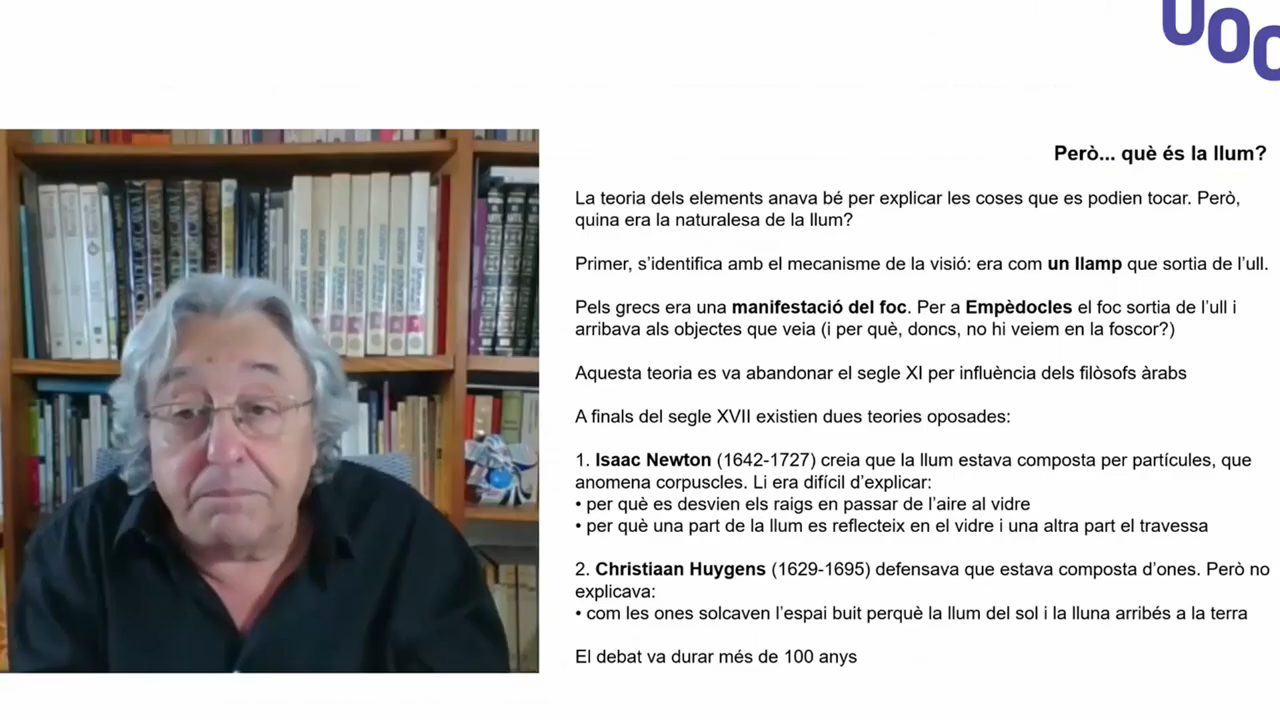 UOC
Però... què és la llum?
La teoria dels elements anava bé per explicar les coses que es podien tocar. Però,
quina era la naturalesa de la llum?
Primer, s’identifica amb el mecanisme de la visió: era com un llamp que sortia de l’ull.
Pels grecs era una manifestació del foc. Per a Empèdocles el foc sortia de l’ull i
arribava als objectes que veia (i per què, doncs, no hi veiem en la foscor?)
Aquesta teoria es va abandonar el segle XI per influència dels filòsofs àrabs
A finals del segle XVII existien dues teories oposades:
1. Isaac Newton (1642-1727) creia que la llum estava composta per partícules, que
anomena corpuscles. Li era difícil d’explicar:
• per què es desvien els raigs en passar de l’aire al vidre
• per què una part de la llum es reflecteix en el vidre i una altra part el travessa
2. Christiaan Huygens (1629-1695) defensava que estava composta d’ones. Però no
explicava:
• com les ones solcaven l’espai buit perquè la llum del sol i la lluna arribés a la terra
El debat va durar més de 100 anys